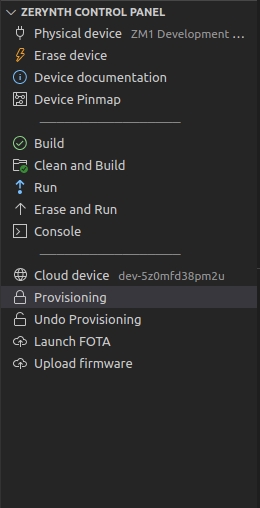 ZERYNTH CONTROL PANEL
Physical device ZM1 Development ...
Erase device
Device documentation
Device Pinmap
Build
Clean and Build
Run
Erase and Run
Console
Cloud device dev-5z0mfd38pm2u
Provisioning
Undo Provisioning
Launch FOTA
Upload firmware